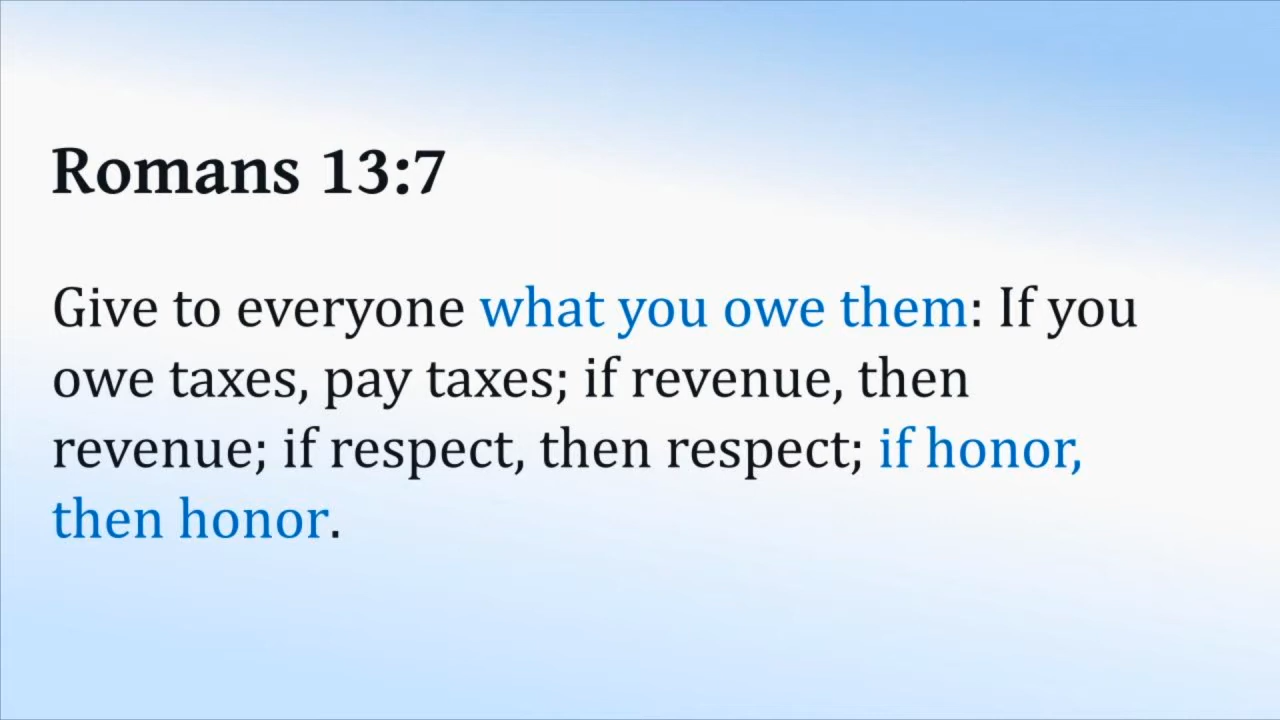 Romans 13:7
Give to everyone what you owe them: If you
owe taxes, pay taxes; if revenue, then
revenue; if respect, then respect; if honor,
then honor.